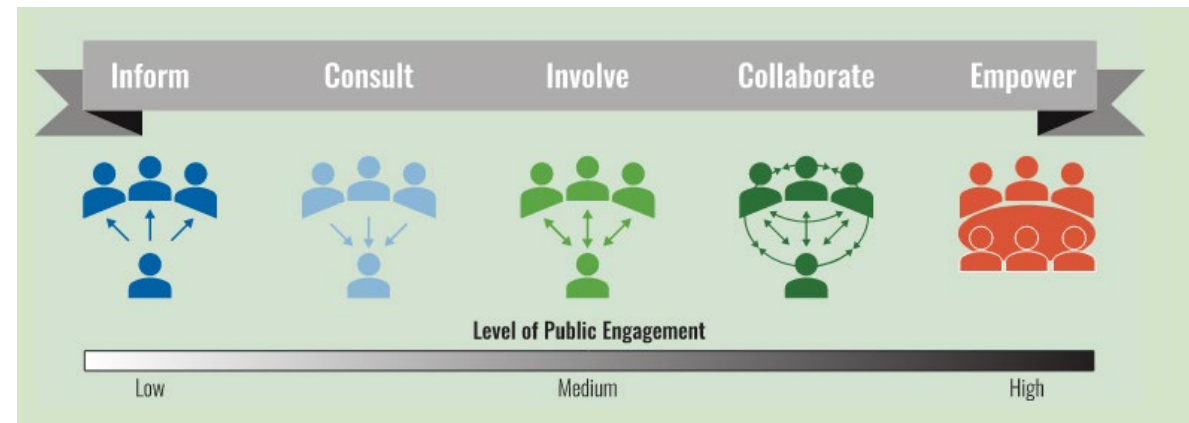 Inform Consult Involve Collaborate Empower
Level of Public Engagement
Low Medium High